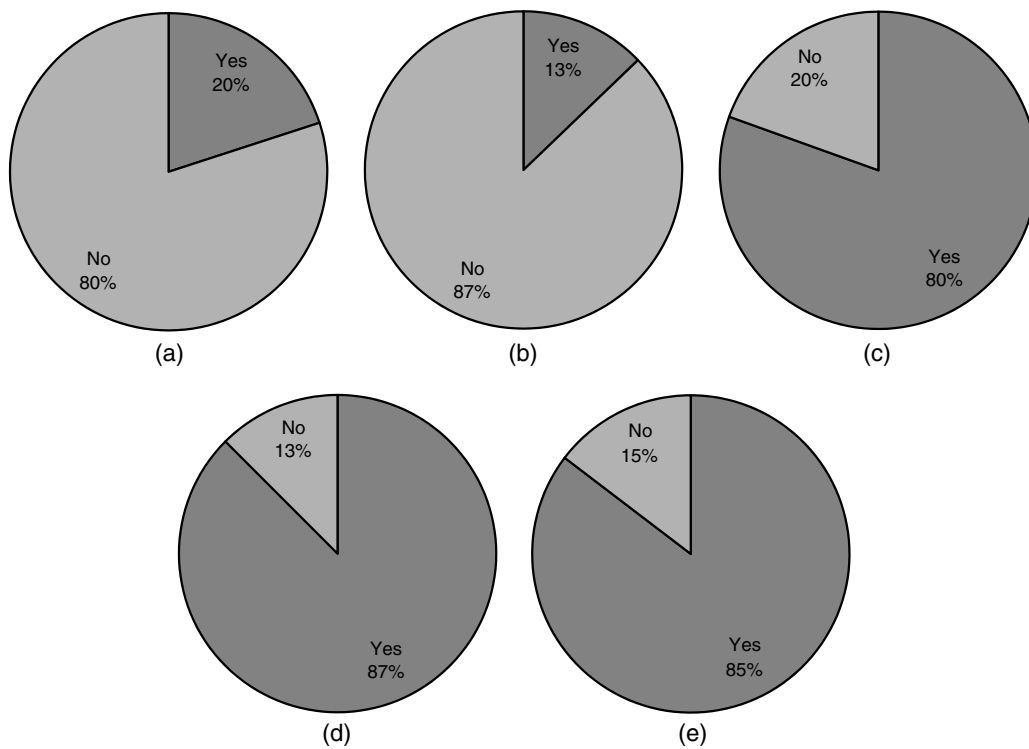 Yes
20%
No
80%
(a)
Yes
13%
No
87%
(b)
No
20%
Yes
80%
(c)
No
13%
Yes
87%
(d)
No
15%
Yes
85%
(e)